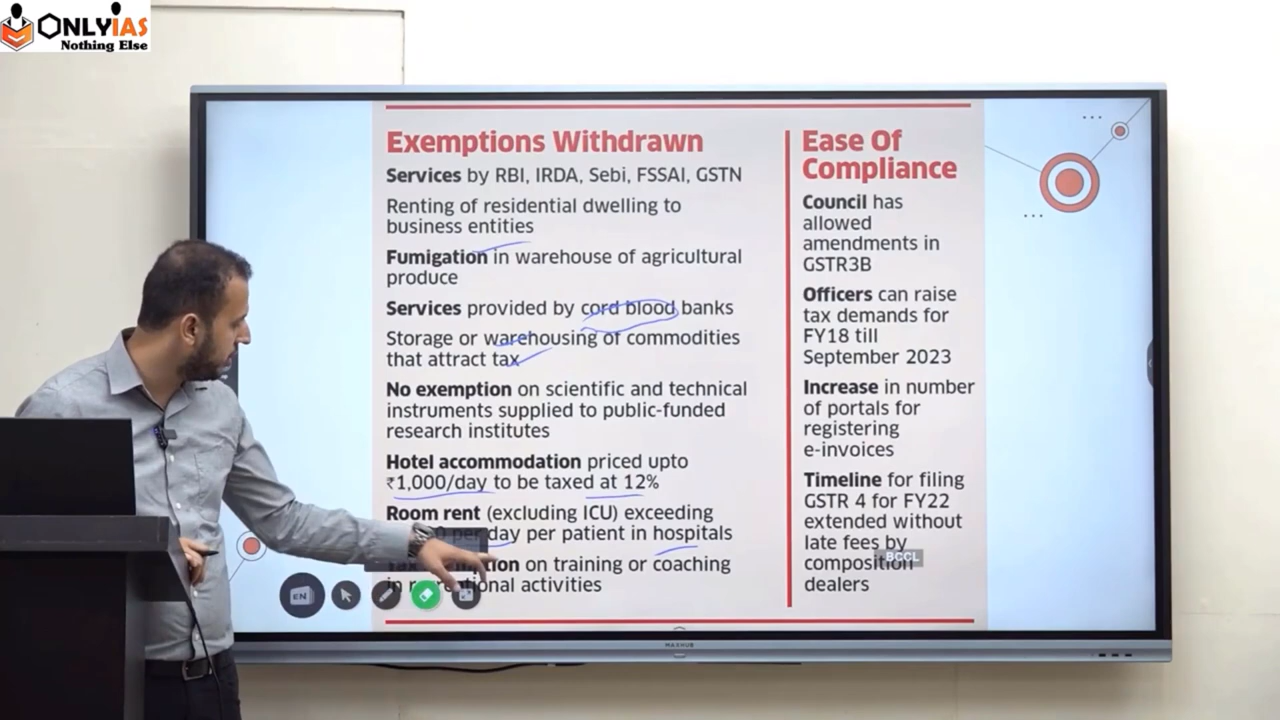 ONLYIAS
Nothing Else
Exemptions Withdrawn
Services by RBI, IRDA, Sebi, FSSAI, GSTN
Renting of residential dwelling to
business entities
Fumigation in warehouse of agricultural
produce
Services provided by cord blood banks
Storage or warehousing of commodities
that attract tax
No exemption on scientific and technical
instruments supplied to public-funded
research institutes
Hotel accommodation priced upto
₹1,000/day to be taxed at 12%
Room rent (excluding ICU) exceeding
per day per patient in hospitals
on training or coaching
in activities
Ease Of
Compliance
Council has
allowed
amendments in
GSTR3B
Officers can raise
tax demands for
FY18 till
September 2023
Increase in number
of portals for
registering
e-invoices
Timeline for filing
GSTR 4 for FY22
extended without
late fees by
composition
dealers
BCCL
EN
MAXHUB